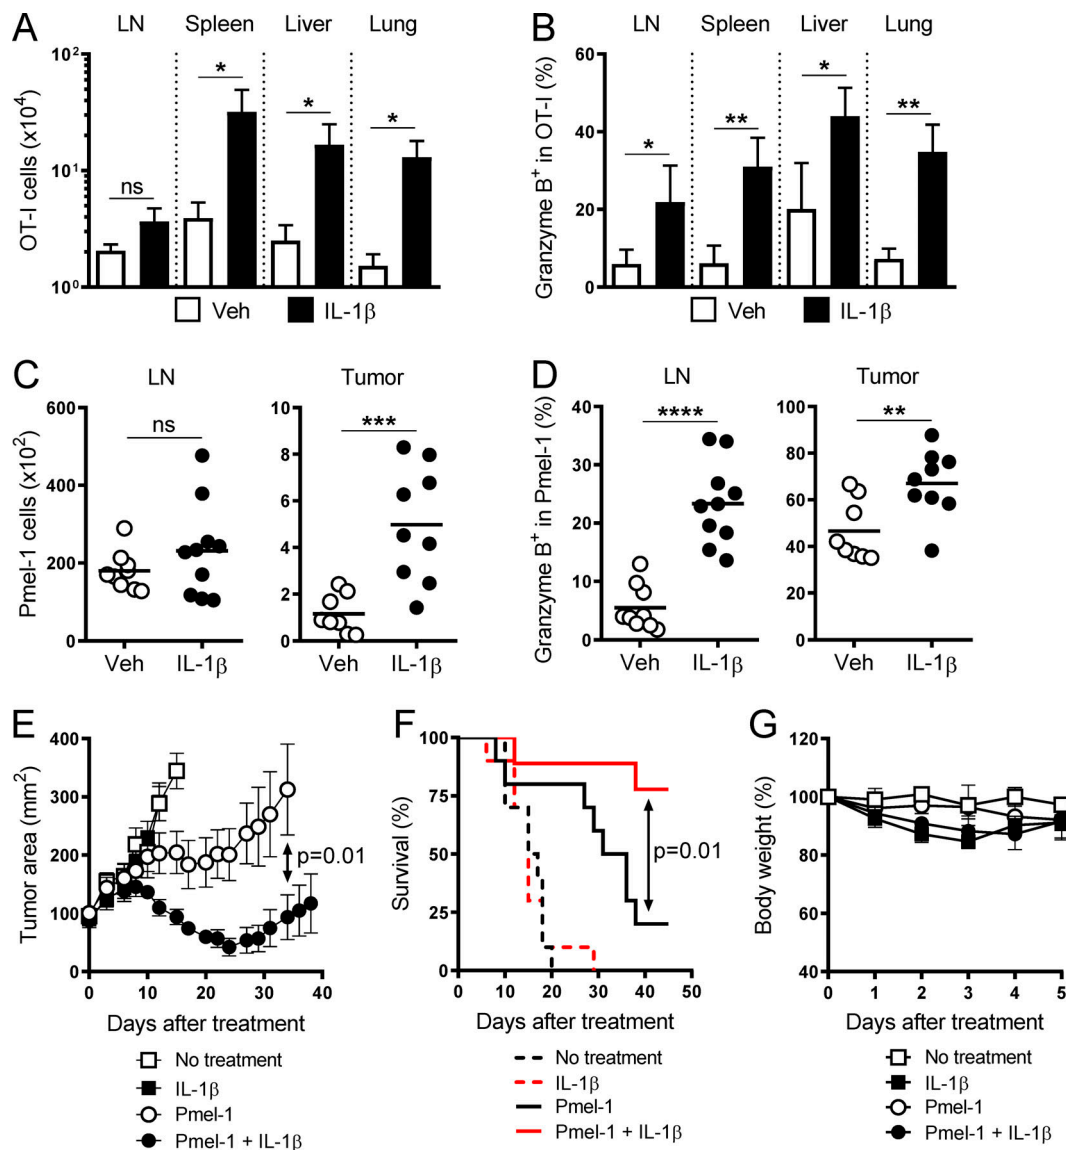 A
LN Spleen Liver Lung
OT-I cells (x10⁴)
10²
10¹
10⁰
ns
*
*
*
Veh IL-1β
B
LN Spleen Liver Lung
Granzyme B⁺ in OT-I (%)
60
40
20
0
*
**
*
**
Veh IL-1β
C
LN Tumor
Pmel-1 cells (x10²)
600
400
200
0
ns
Veh IL-1β
8
6
4
2
0
***
Veh IL-1β
D
LN Tumor
Granzyme B⁺ in Pmel-1 (%)
40
30
20
10
0
****
Veh IL-1β
100
80
60
40
20
0
**
Veh IL-1β
E
Tumor area (mm²)
400
300
200
100
0
p=0.01
0 10 20 30 40
Days after treatment
No treatment
IL-1β
Pmel-1
Pmel-1 + IL-1β
F
Survival (%)
100
75
50
25
0
p=0.01
0 10 20 30 40 50
Days after treatment
No treatment
IL-1β
Pmel-1
Pmel-1 + IL-1β
G
Body weight (%)
120
100
80
60
40
0 1 2 3 4 5
Days after treatment
No treatment
IL-1β
Pmel-1
Pmel-1 + IL-1β